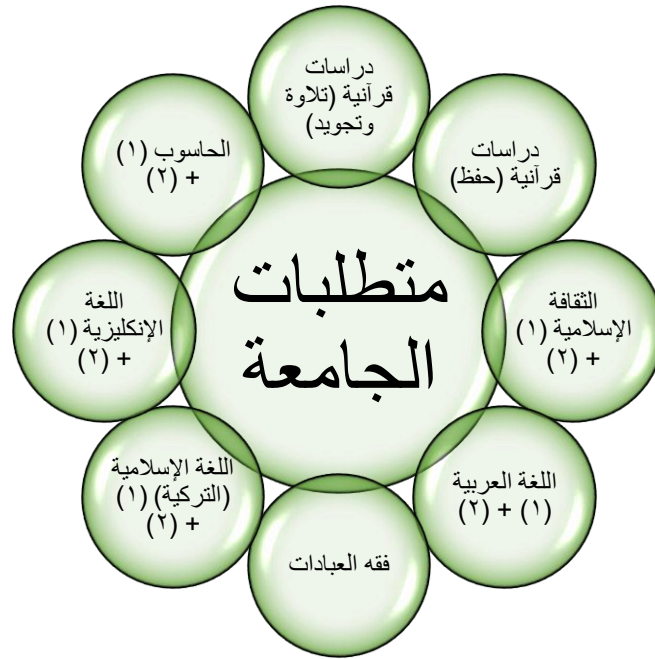 متطلبات
الجامعة
دراسات
قرآنية (تلاوة
وتجويد)
دراسات
قرآنية (حفظ)
الثقافة
الإسلامية (١)
+ (٢)
اللغة العربية
(١) + (٢)
فقه العبادات
اللغة الإسلامية
(التركية) (١)
+ (٢)
اللغة
الإنكليزية (١)
+ (٢)
الحاسوب (١)
+ (٢)